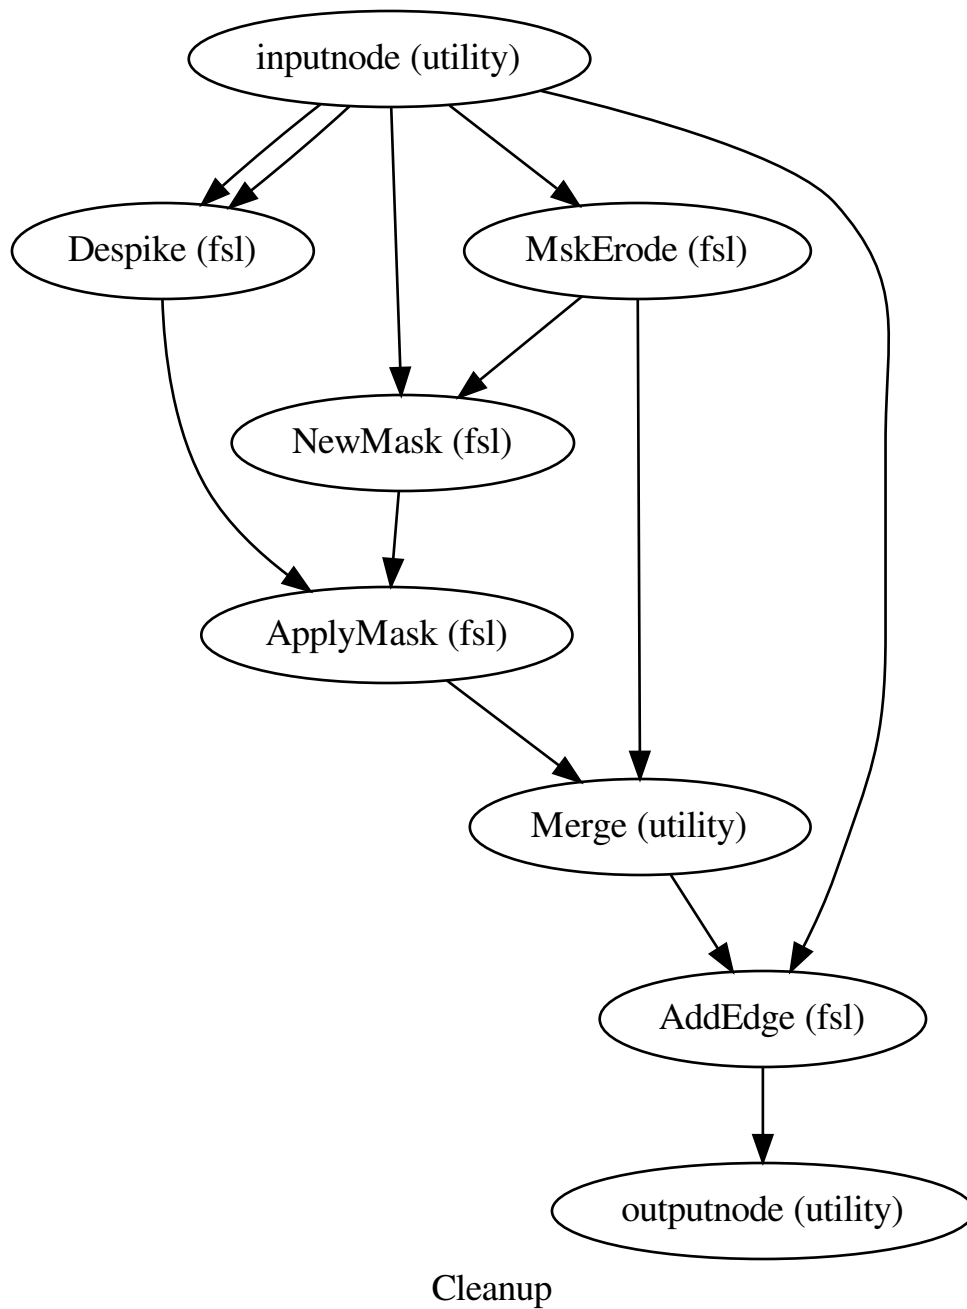 inputnode (utility)
Despike (fsl)
MskErode (fsl)
NewMask (fsl)
ApplyMask (fsl)
Merge (utility)
AddEdge (fsl)
outputnode (utility)
Cleanup